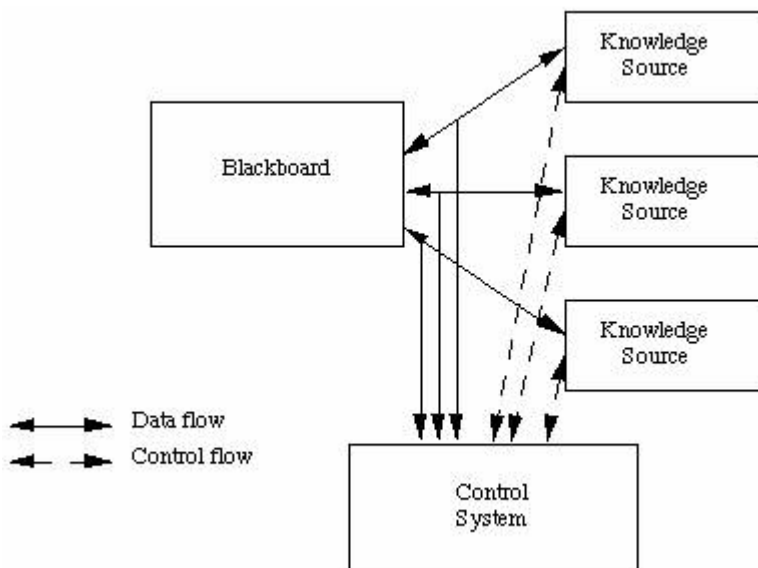 Knowledge
Source
Blackboard
Knowledge
Source
Knowledge
Source
Data flow
Control flow
Control
System